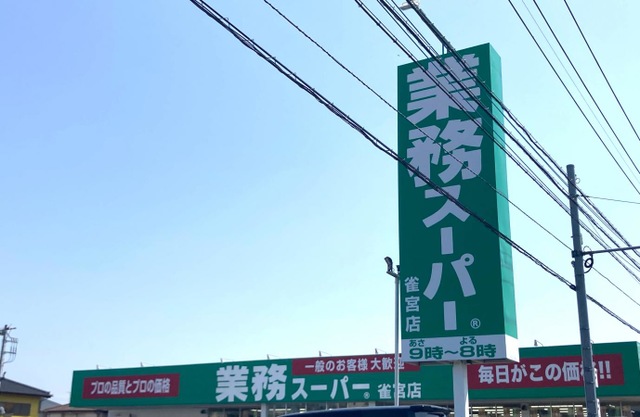 業務スーパー®
雀宮店
あさ よる
9時～8時
プロの品質とプロの価格
業務スーパー® 雀宮店
一般のお客様大歓迎
毎日がこの価格!!